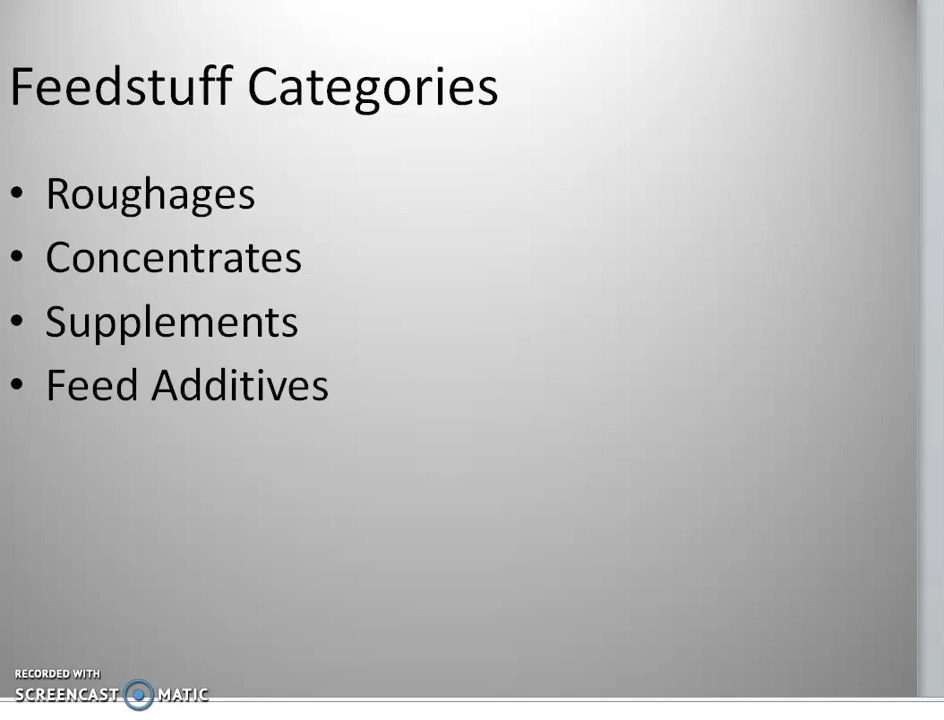 Feedstuff Categories
• Roughages
• Concentrates
• Supplements
• Feed Additives
RECORDED WITH
SCREENCAST MATIC